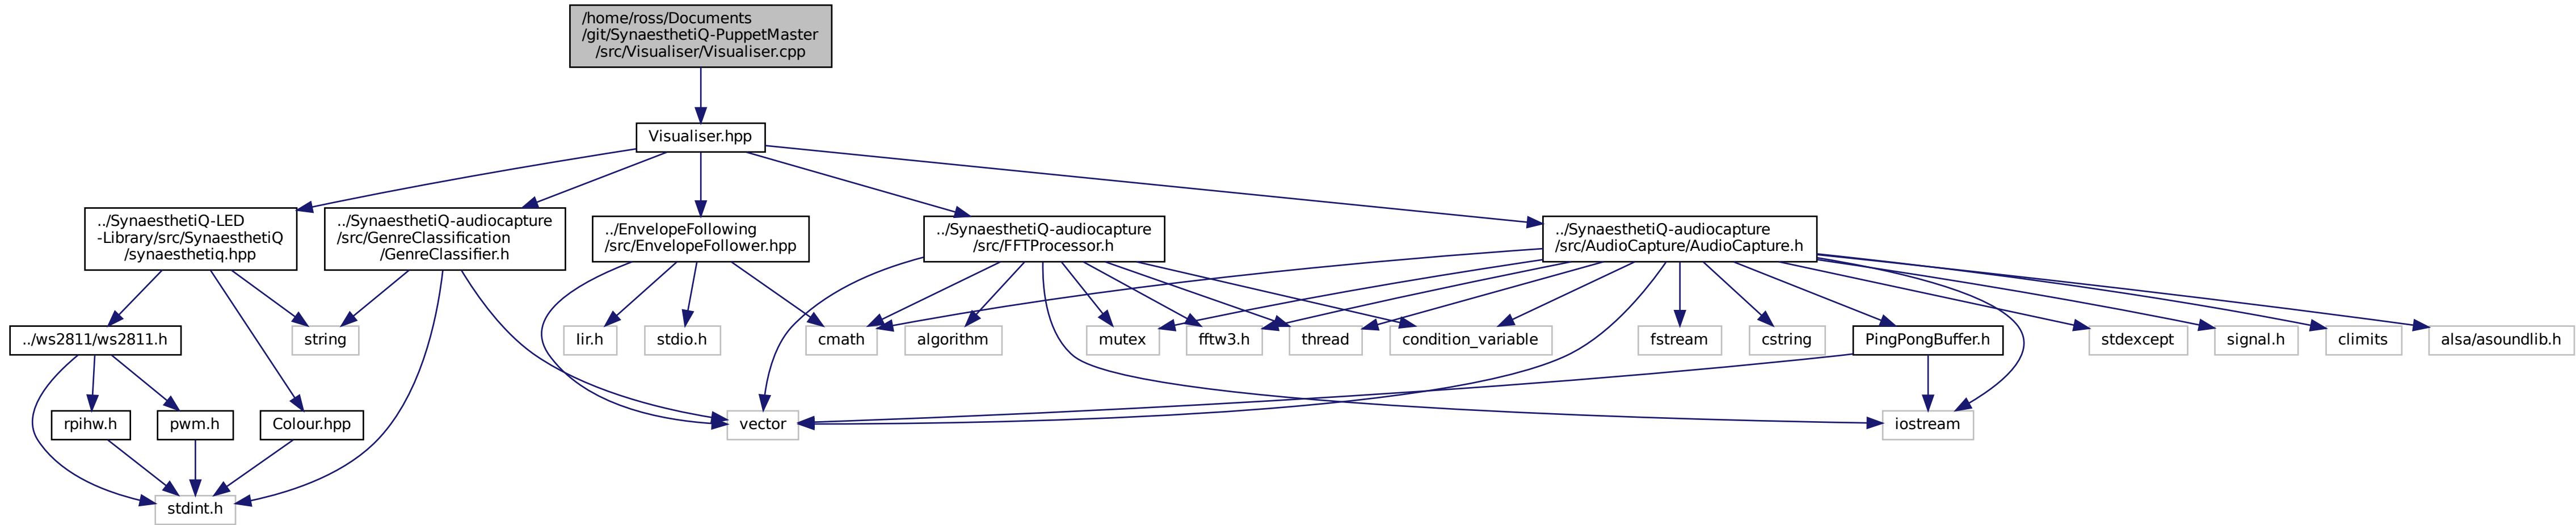 /home/ross/Documents
/git/SynaesthetiQ-PuppetMaster
/src/Visualiser/Visualiser.cpp
Visualiser.hpp
../SynaesthetiQ-LED
-Library/src/SynaesthetiQ
/synaesthetiq.hpp
../SynaesthetiQ-audiocapture
/src/GenreClassification
/GenreClassifier.h
../EnvelopeFollowing
/src/EnvelopeFollower.hpp
../SynaesthetiQ-audiocapture
/src/FFTProcessor.h
../SynaesthetiQ-audiocapture
/src/AudioCapture/AudioCapture.h
../ws2811/ws2811.h
string
Iir.h
stdio.h
cmath
algorithm
mutex
fftw3.h
thread
condition_variable
fstream
cstring
PingPongBuffer.h
stdexcept
signal.h
climits
alsa/asoundlib.h
rpihw.h
pwm.h
Colour.hpp
vector
iostream
stdint.h